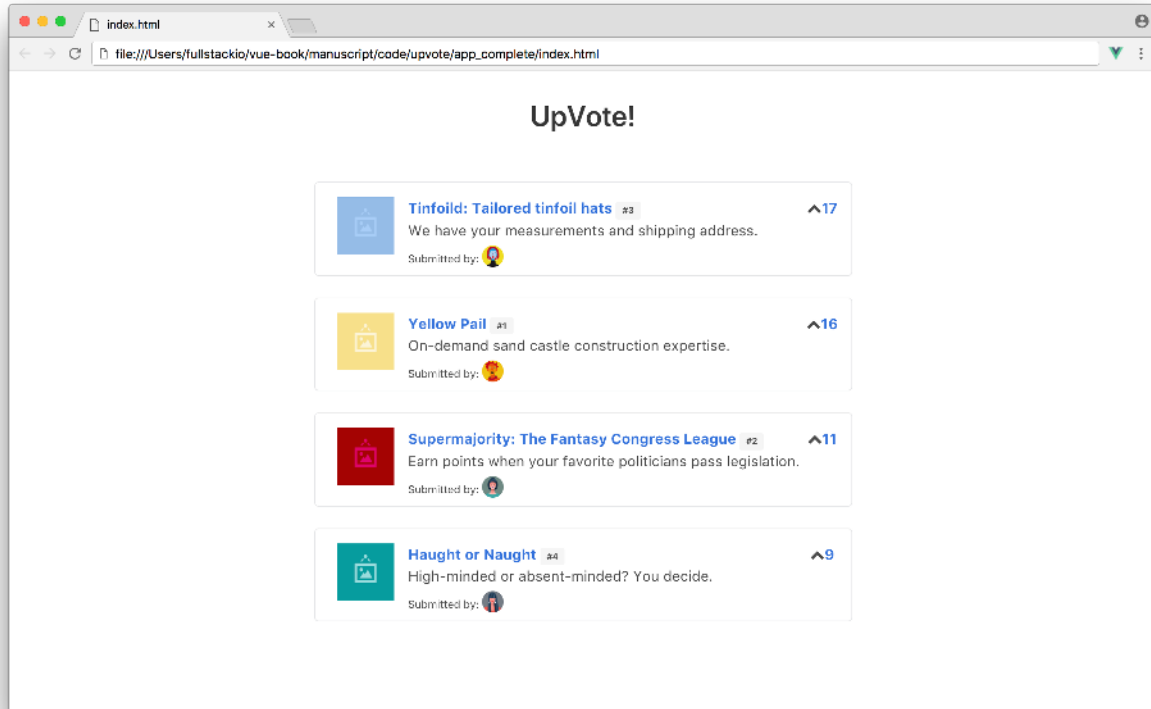 index.html
file:///Users/fullstackio/vue-book/manuscript/code/upvote/app_complete/index.html
UpVote!
Tinfoild: Tailored tinfoil hats #3 17
We have your measurements and shipping address.
Submitted by:
Yellow Pail #1 16
On-demand sand castle construction expertise.
Submitted by:
Supermajority: The Fantasy Congress League #2 11
Earn points when your favorite politicians pass legislation.
Submitted by:
Haught or Naught #4 9
High-minded or absent-minded? You decide.
Submitted by: